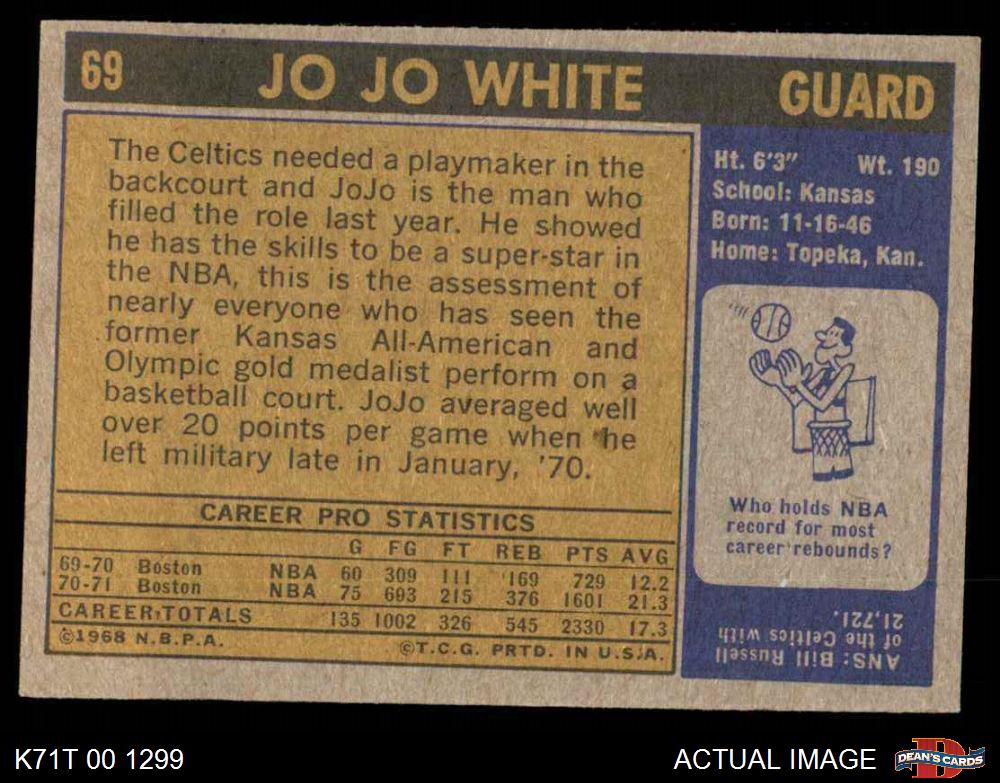 69 JO JO WHITE GUARD
The Celtics needed a playmaker in the
backcourt and JoJo is the man who
filled the role last year. He showed
he has the skills to be a super-star in
the NBA, this is the assessment of
nearly everyone who has seen the
former Kansas All-American and
Olympic gold medalist perform on a
basketball court. JoJo averaged well
over 20 points per game when he
left military late in January, '70.
CAREER PRO STATISTICS
G FG FT REB PTS AVG
69-70 Boston NBA 60 309 111 169 729 12.2
70-71 Boston NBA 75 693 215 376 1601 21.3
CAREER TOTALS 135 1002 326 545 2330 17.3
©1968 N.B.P.A.
©T.C.G. PRTD. IN U.S.A.
Ht. 6'3" Wt. 190
School: Kansas
Born: 11-16-46
Home: Topeka, Kan.
Who holds NBA
record for most
career rebounds?
ANS: Bill Russell
of the Celtics with
21,721.
K71T 00 1299
ACTUAL IMAGE
D
DEAN'S CARDS